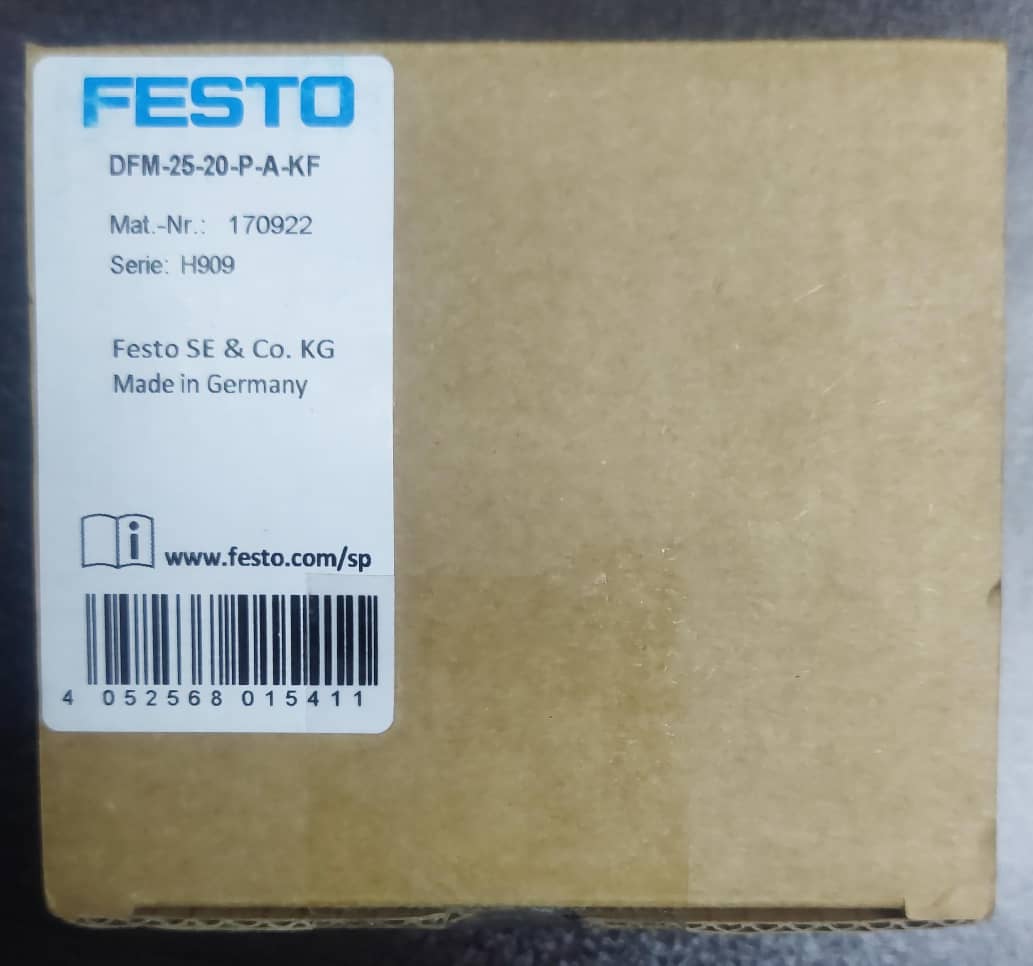 FESTO
DFM-25-20-P-A-KF
Mat.-Nr.: 170922
Serie: H909
Festo SE & Co. KG
Made in Germany
i www.festo.com/sp
4 052568 015411